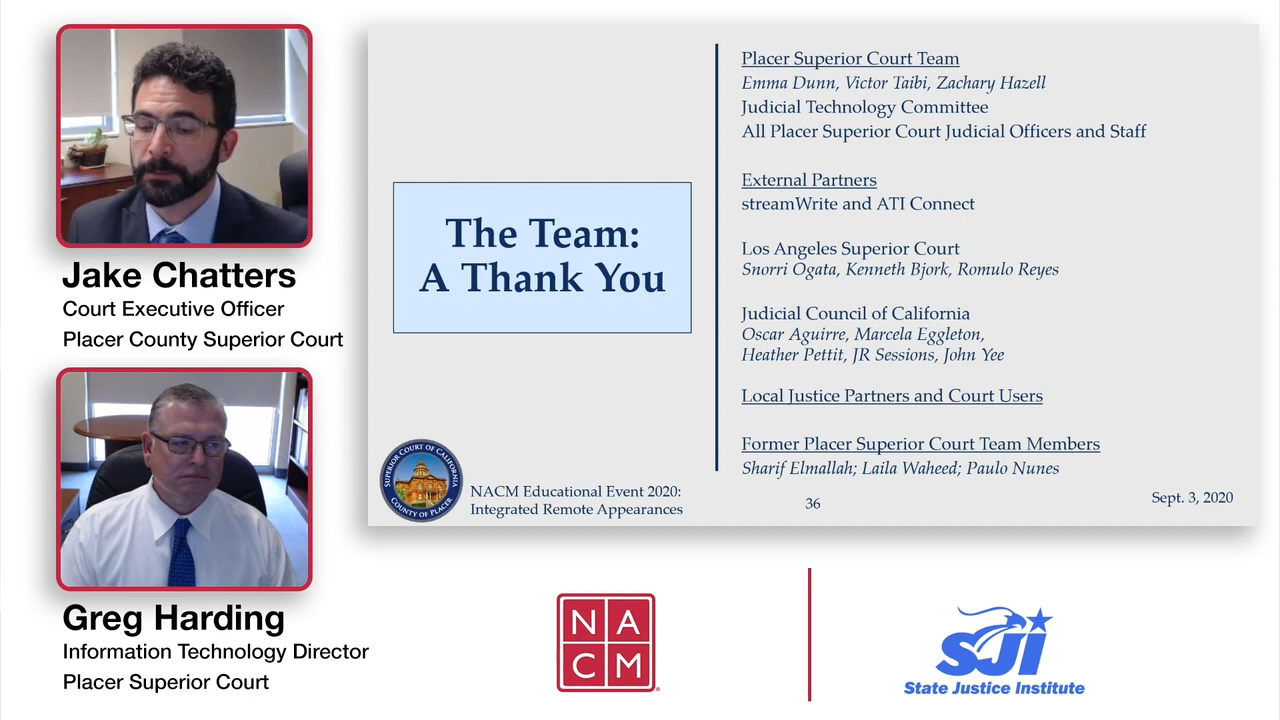 Jake Chatters
Court Executive Officer
Placer County Superior Court
Greg Harding
Information Technology Director
Placer Superior Court
The Team:
A Thank You
Placer Superior Court Team
Emma Dunn, Victor Taibi, Zachary Hazell
Judicial Technology Committee
All Placer Superior Court Judicial Officers and Staff
External Partners
streamWrite and ATI Connect
Los Angeles Superior Court
Snorri Ogata, Kenneth Bjork, Romulo Reyes
Judicial Council of California
Oscar Aguirre, Marcela Eggleton,
Heather Pettit, JR Sessions, John Yee
Local Justice Partners and Court Users
Former Placer Superior Court Team Members
Sharif Elmallah; Laila Waheed; Paulo Nunes
SUPERIOR COURT OF CALIFORNIA
COUNTY OF PLACER
NACM Educational Event 2020:
Integrated Remote Appearances
36
Sept. 3, 2020
NA
CM
®
SJI
State Justice Institute